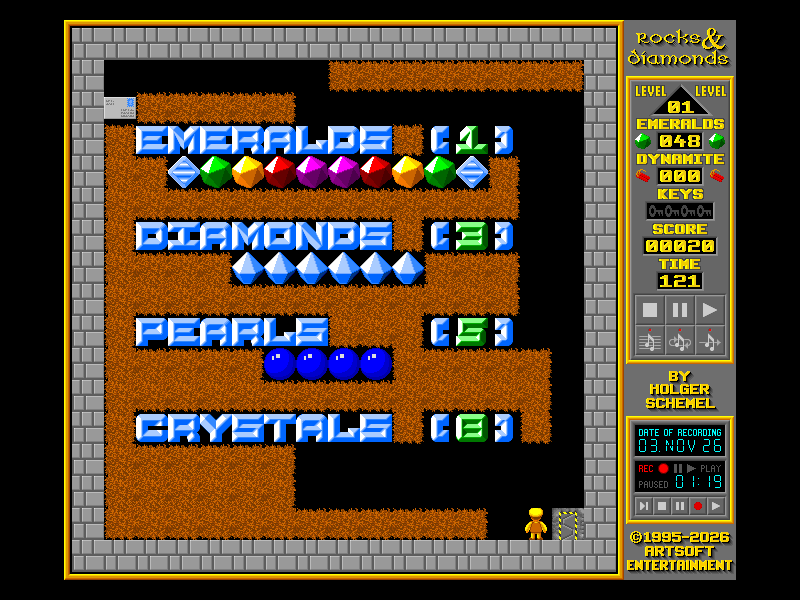 rocks&
diamonds
LEVEL LEVEL
01
EMERALDS
048
DYNAMITE
000
KEYS
SCORE
00020
TIME
121
EMERALDS (1)
DIAMONDS (3)
PEARLS (5)
CRYSTALS (8)
BY
HOLGER
SCHEMEL
DATE OF RECORDING
03.NOV 26
REC PLAY
PAUSED 01:19
©1995-2026
ARTSOFT
ENTERTAINMENT